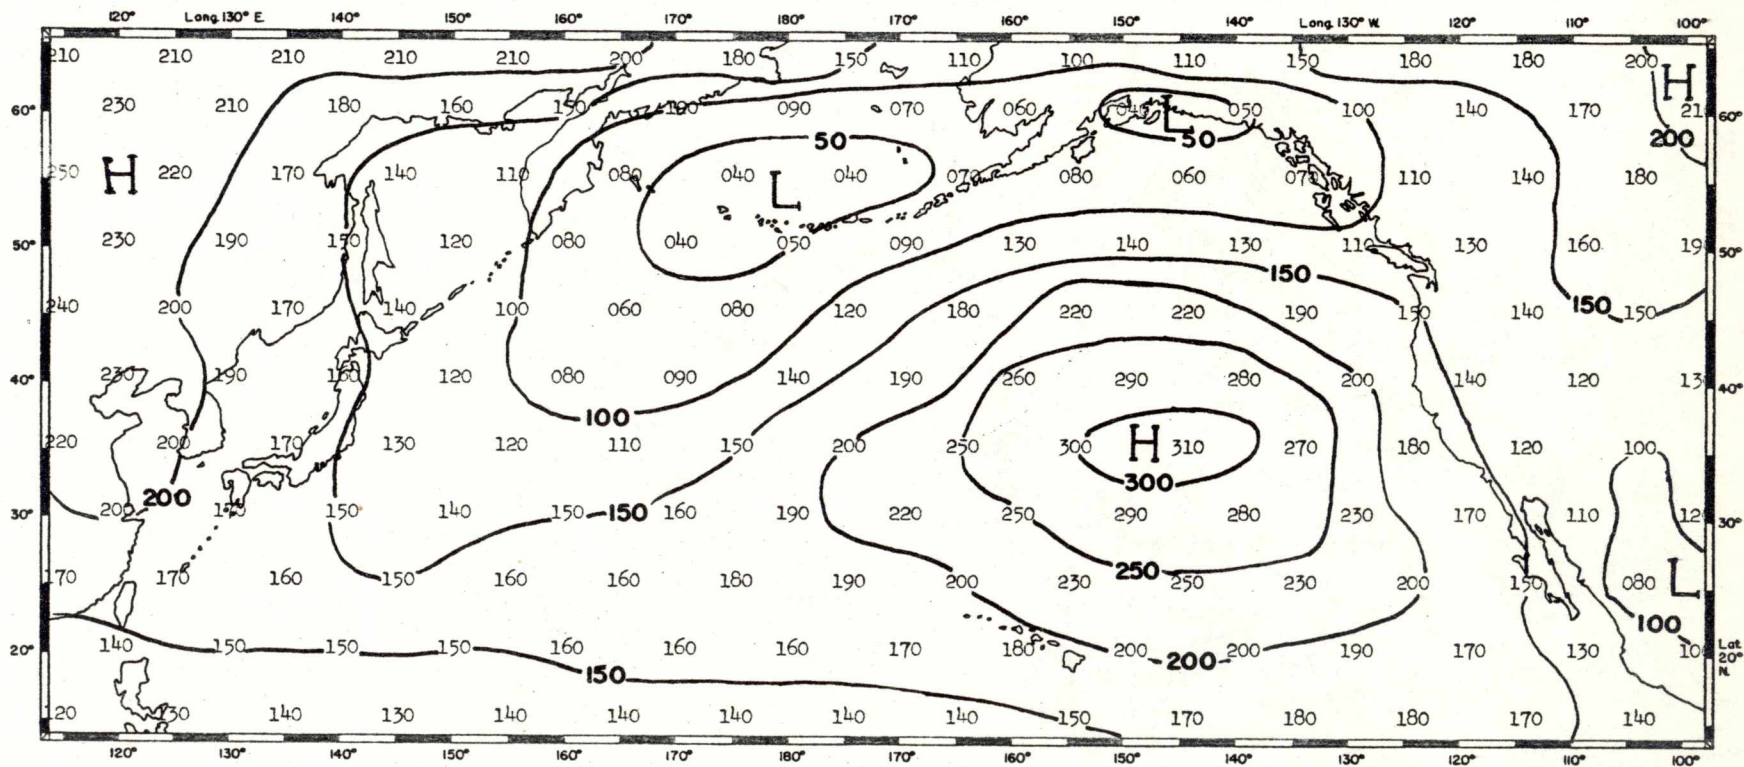 120° Long. 130° E. 140° 150° 160° 170° 180° 170° 160° 150° 140° Long. 130° W. 120° 110° 100°
210 210 210 210 210 200 180 150 110 100 110 150 180 180 200
H
60° 230 210 180 160 150 100 090 070 060 040 L 050 100 140 170 210 60°
50 50 200
250 H 220 170 140 110 080 040 L 040 070 080 060 070 110 140 180
50° 230 190 150 120 080 040 050 090 130 140 130 110 130 160 190 50°
150
240 200 170 140 100 060 080 120 180 220 220 190 150 140 150 150
40° 230 190 160 120 080 090 140 190 260 290 280 200 140 120 130 40°
100
220 200 170 130 120 110 150 200 250 300 H 310 270 180 120 100
200 300
30° 200 150 150 140 150 150 160 190 220 250 290 280 230 170 110 120 30°
250
170 170 160 150 160 160 180 190 200 230 250 230 200 150 080 L
100
20° 140 150 150 150 160 160 160 170 180 200 200 200 190 170 130 100 Lat. 20° N.
150
120 130 140 130 140 140 140 140 140 150 170 180 180 170 140
120° 130° 140° 150° 160° 170° 180° 170° 160° 150° 140° 130° 120° 110° 100°